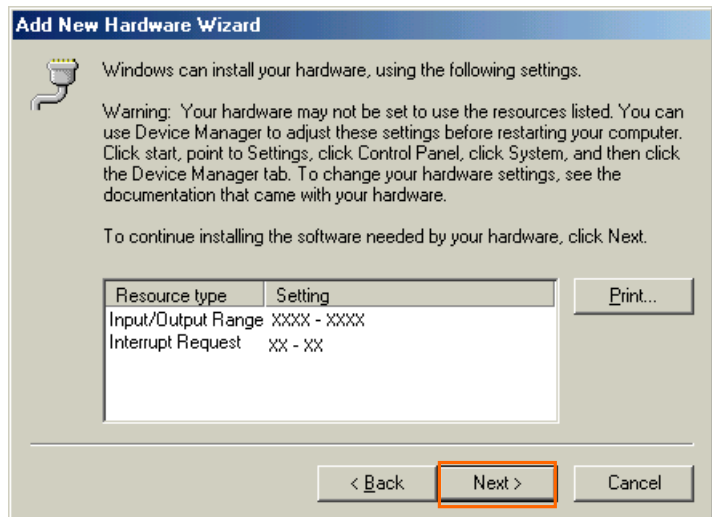 Add New Hardware Wizard
Windows can install your hardware, using the following settings.
Warning: Your hardware may not be set to use the resources listed. You can
use Device Manager to adjust these settings before restarting your computer.
Click start, point to Settings, click Control Panel, click System, and then click
the Device Manager tab. To change your hardware settings, see the
documentation that came with your hardware.
To continue installing the software needed by your hardware, click Next.
Resource type Setting
Input/Output Range XXXX - XXXX
Interrupt Request XX - XX
Print...
< Back Next > Cancel